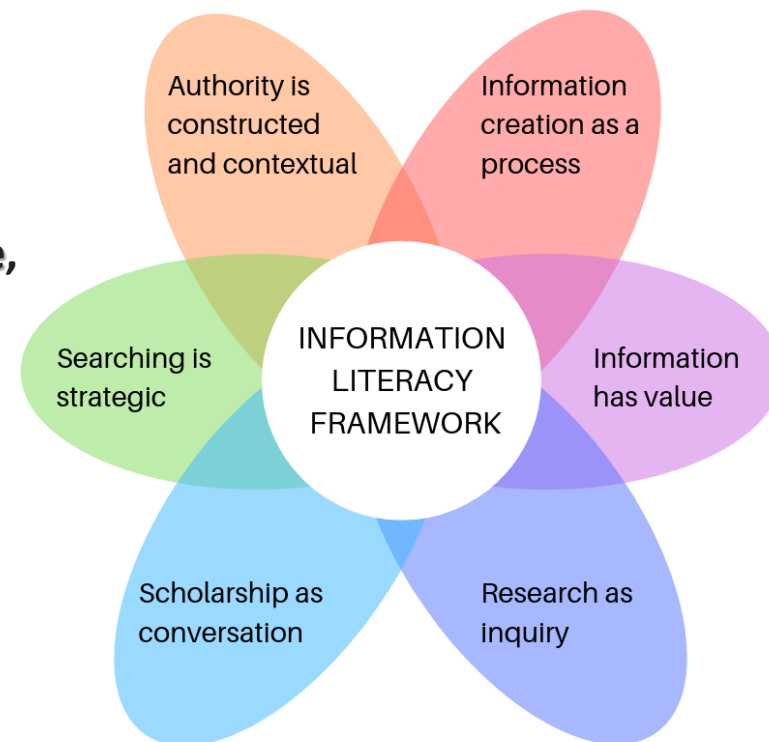 Authority is
constructed
and contextual
Information
creation as a
process
e,
Searching is
strategic
INFORMATION
LITERACY
FRAMEWORK
Information
has value
Scholarship as
conversation
Research as
inquiry